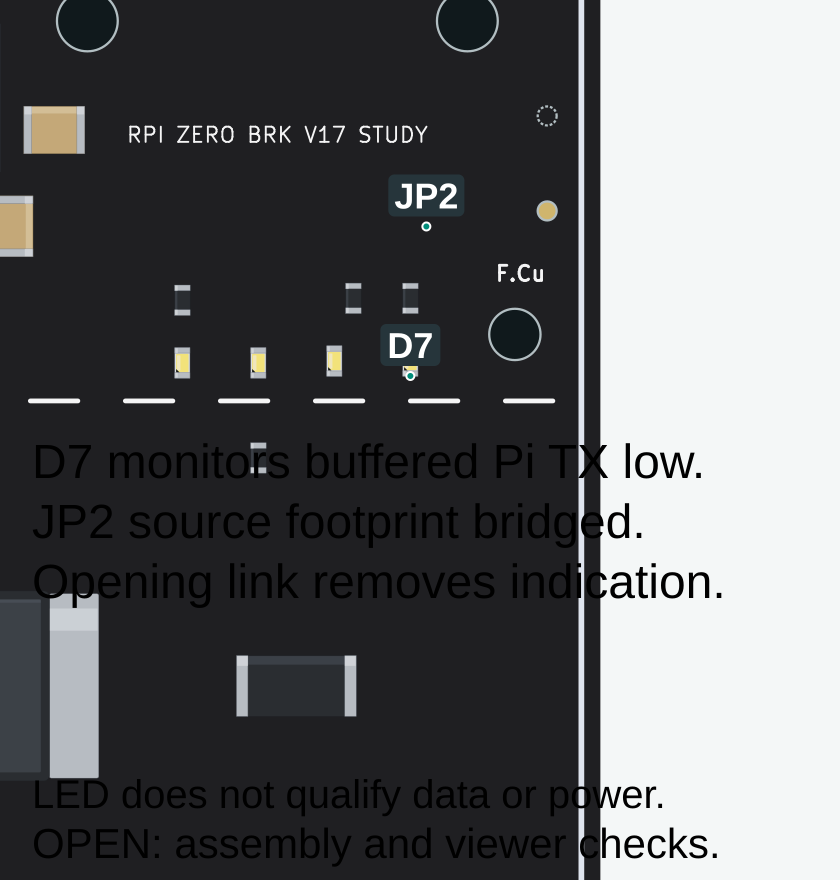 RPI ZERO BRK V17 STUDY
JP2
F.Cu
D7
D7 monitors buffered Pi TX low.
JP2 source footprint bridged.
Opening link removes indication.
LED does not qualify data or power.
OPEN: assembly and viewer checks.